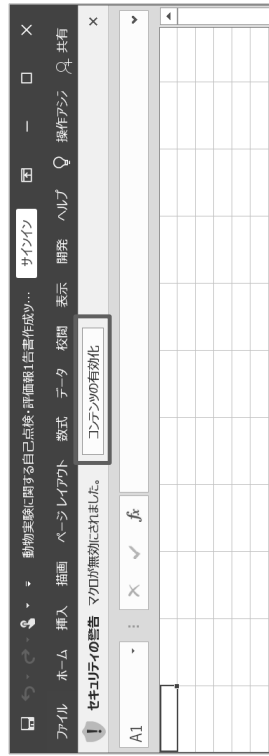 動物実験に関する自己点検・評価報1告書作成ッ… サインイン
ファイル ホーム 挿入 描画 ページ レイアウト 数式 データ 校閲 表示 開発 ヘルプ 操作アシ 共有
セキュリティの警告 マクロが無効にされました。 コンテンツの有効化
A1 fx